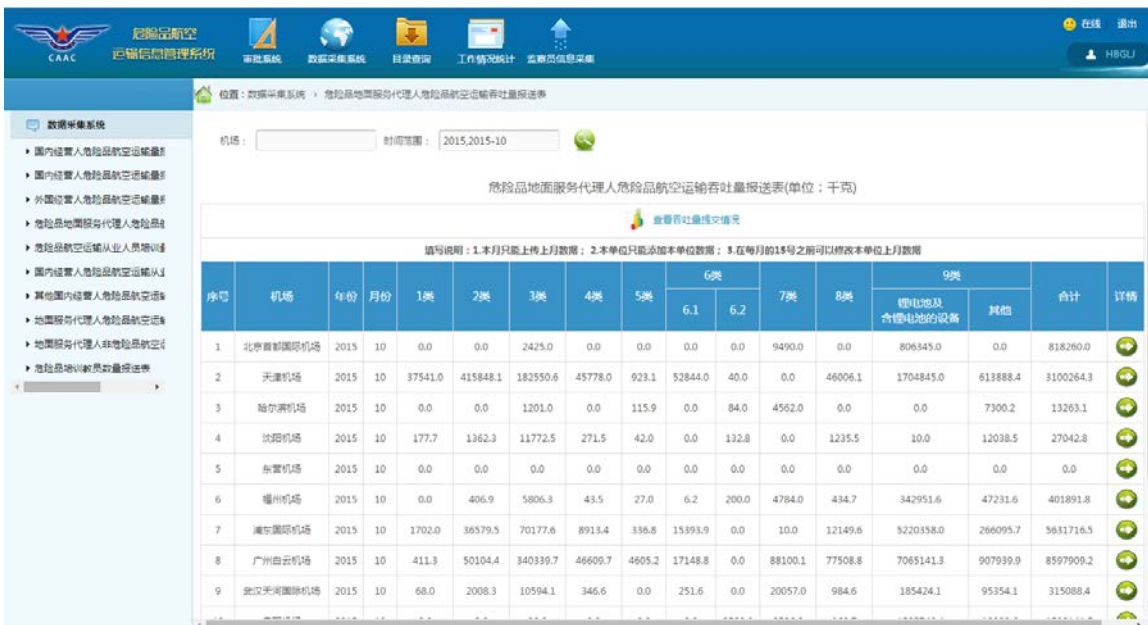 危险品航空
运输信息管理系统
CAAC
审批系统 数据采集系统 目录查询 工作情况统计 监察员信息采集
在线 退出
HBGLJ
位置：数据采集系统 › 危险品地面服务代理人危险品航空运输吞吐量报送表
数据采集系统
国内经营人危险品航空运输量
国内经营人危险品航空运输量
外国经营人危险品航空运输量
危险品地面服务代理人危险品
危险品航空运输从业人员培训
国内经营人危险品航空运输从
其他国内经营人危险品航空运
地面服务代理人危险品航空运
地面服务代理人非危险品航空
危险品培训教员数量报送表
机场： 时间范围： 2015,2015-10
危险品地面服务代理人危险品航空运输吞吐量报送表(单位：千克)
查看吞吐量提交情况
填写说明：1.本月只能上传上月数据； 2.本单位只能添加本单位数据； 3.在每月的15号之前可以修改本单位上月数据
序号 机场 年份 月份 1类 2类 3类 4类 5类 6类 7类 8类 9类 合计 详情
6.1 6.2 锂电池及含锂电池的设备 其他
1 北京首都国际机场 2015 10 0.0 0.0 2425.0 0.0 0.0 0.0 0.0 9490.0 0.0 806345.0 0.0 818260.0
2 天津机场 2015 10 37541.0 415848.1 182550.6 45778.0 923.1 52844.0 40.0 0.0 46006.1 1704845.0 613888.4 3100264.3
3 哈尔滨机场 2015 10 0.0 0.0 1201.0 0.0 115.9 0.0 84.0 4562.0 0.0 0.0 7300.2 13263.1
4 沈阳机场 2015 10 177.7 1362.3 11772.5 271.5 42.0 0.0 132.8 0.0 1235.5 10.0 12038.5 27042.8
5 东营机场 2015 10 0.0 0.0 0.0 0.0 0.0 0.0 0.0 0.0 0.0 0.0 0.0 0.0
6 福州机场 2015 10 0.0 406.9 5806.3 43.5 27.0 6.2 200.0 4784.0 434.7 342951.6 47231.6 401891.8
7 浦东国际机场 2015 10 1702.0 36579.5 70177.6 8913.4 336.8 15393.9 0.0 10.0 12149.6 5220358.0 266095.7 5631716.5
8 广州白云机场 2015 10 411.3 50104.4 340339.7 46609.7 4605.2 17148.8 0.0 88100.1 77508.8 7065141.3 907939.9 8597909.2
9 武汉天河国际机场 2015 10 68.0 2008.3 10594.1 346.6 0.0 251.6 0.0 20057.0 984.6 185424.1 95354.1 315088.4